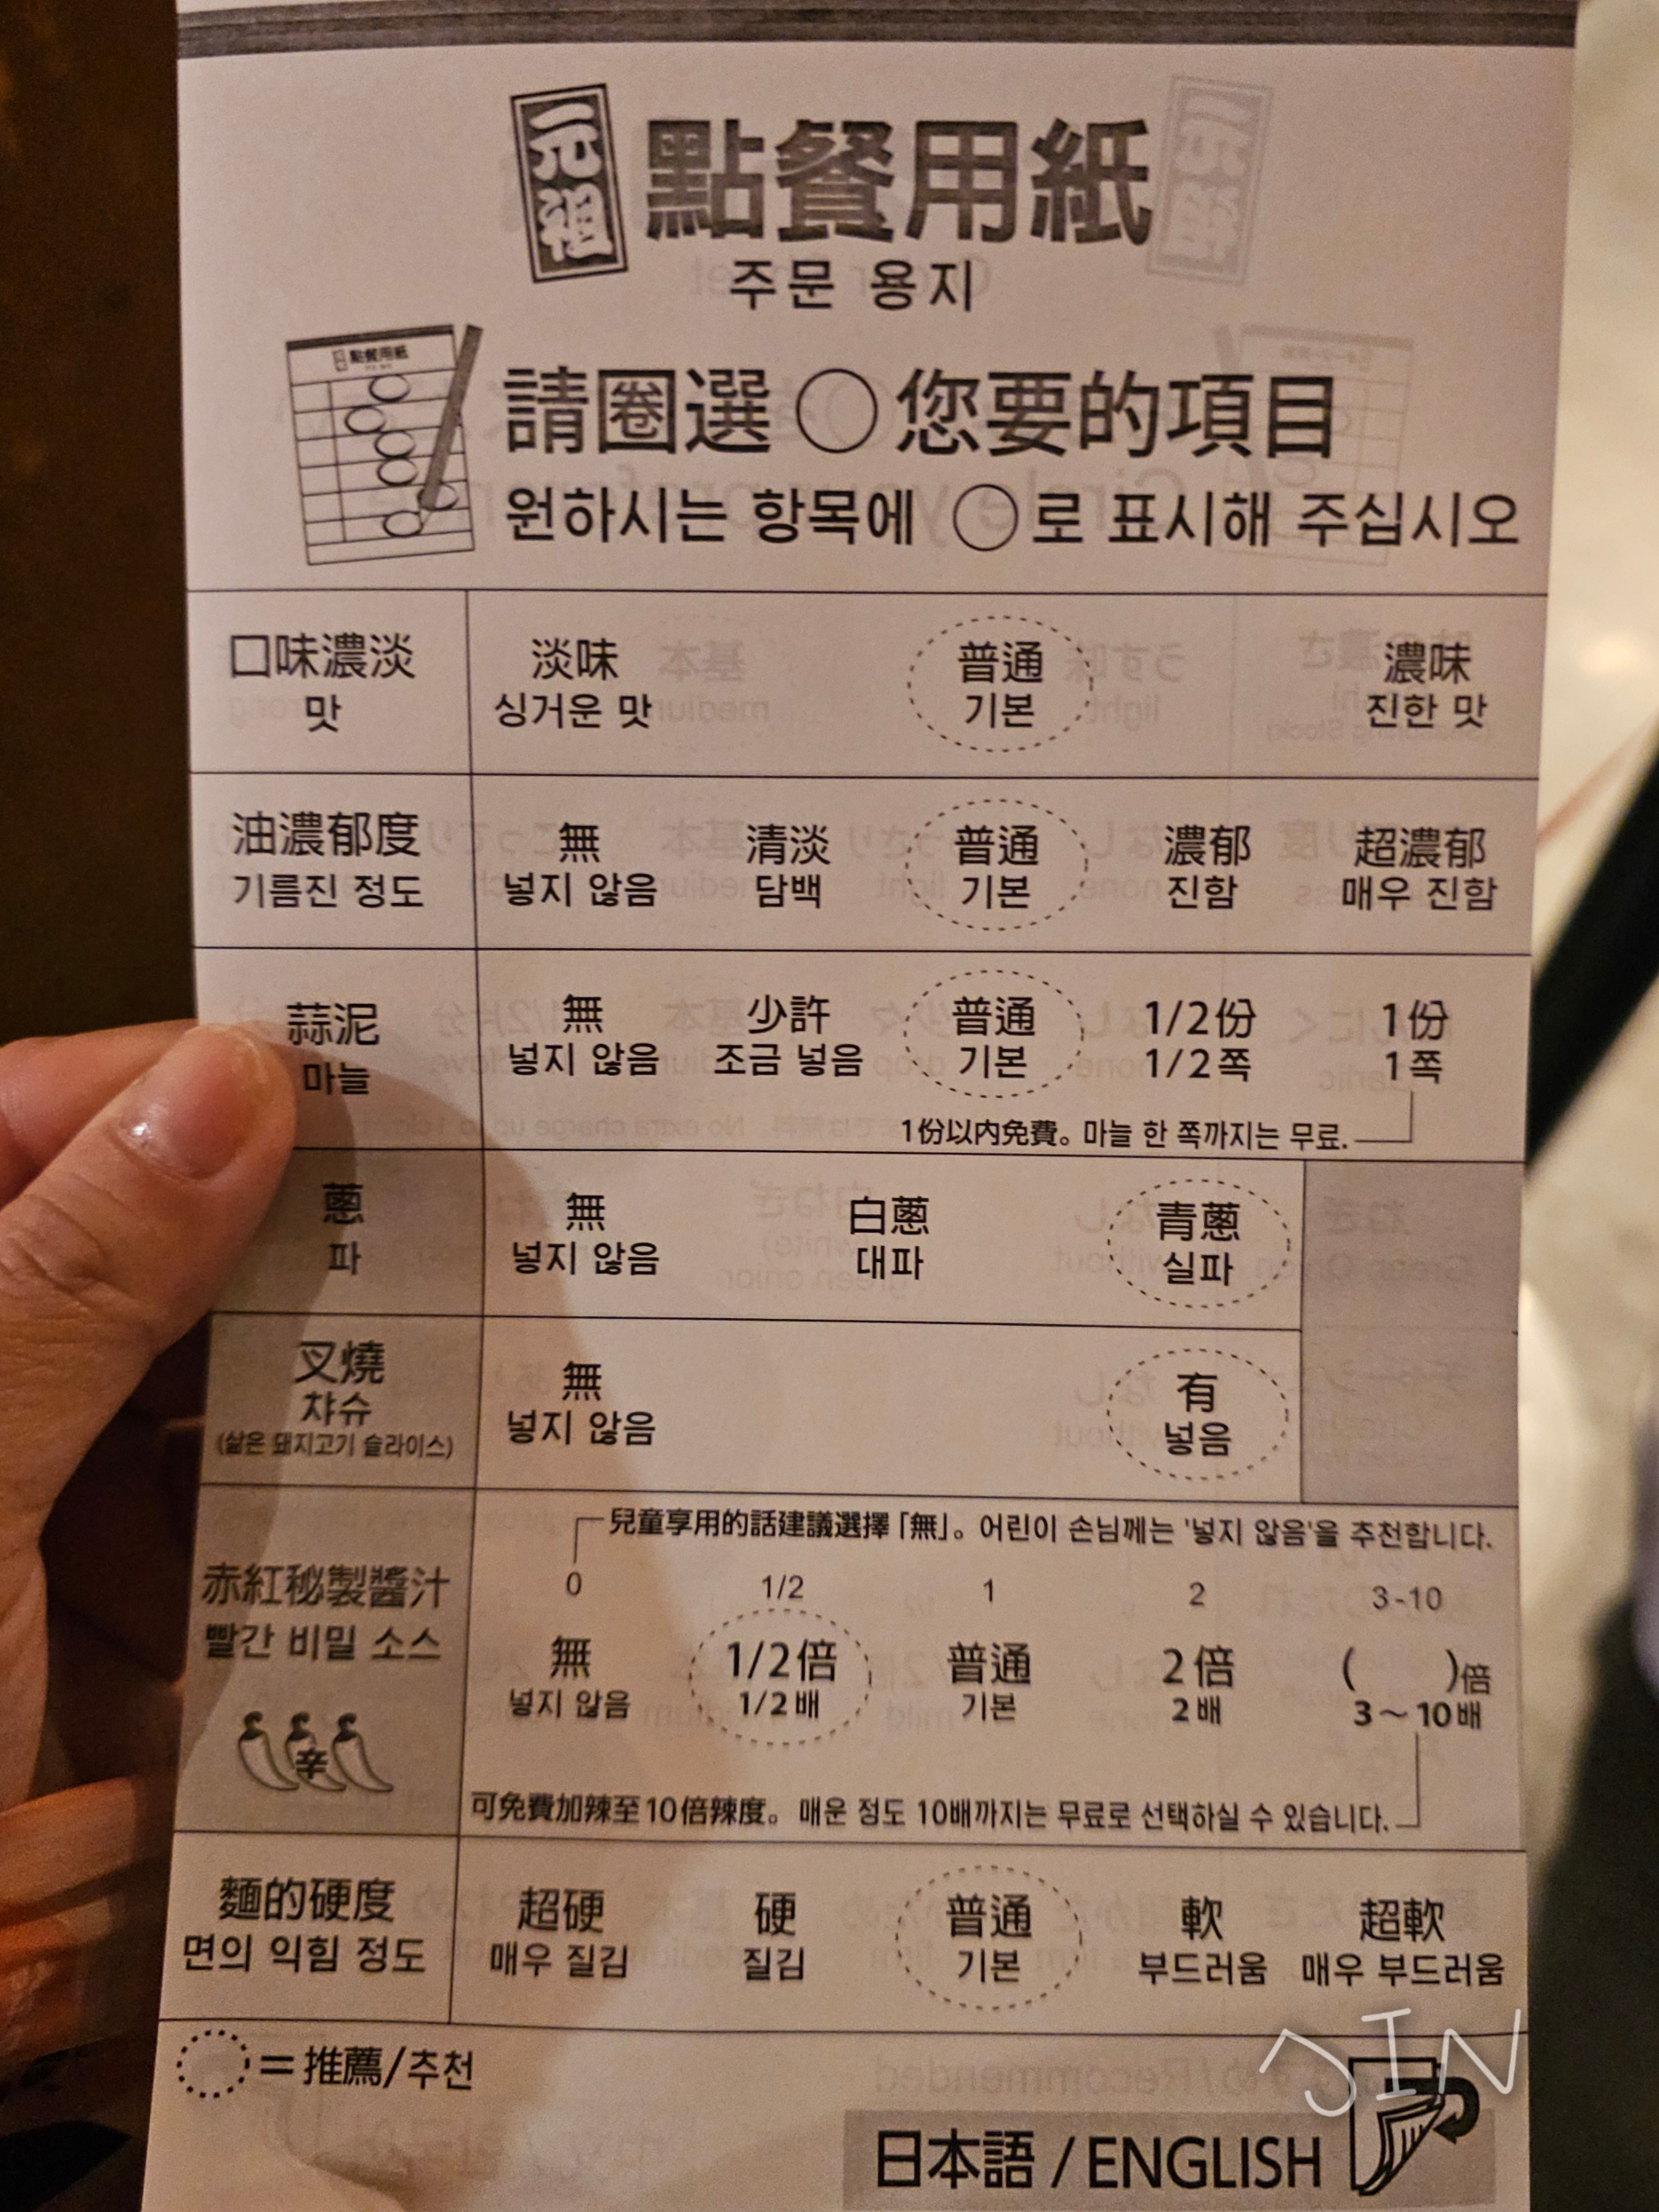 元祖 點餐用紙
주문 용지
點餐用紙
請圈選 ○ 您要的項目
원하시는 항목에 ○로 표시해 주십시오
口味濃淡 淡味 普通 濃味
맛 싱거운 맛 기본 진한 맛
油濃郁度 無 清淡 普通 濃郁 超濃郁
기름진 정도 넣지 않음 담백 기본 진함 매우 진함
蒜泥 無 少許 普通 1/2份 1份
마늘 넣지 않음 조금 넣음 기본 1/2쪽 1쪽
1份以内免費。마늘 한 쪽까지는 무료.
蔥 無 白蔥 青蔥
파 넣지 않음 대파 실파
叉燒 無 有
챠슈 넣지 않음 넣음
(삶은 돼지고기 슬라이스)
兒童享用的話建議選擇「無」。어린이 손님께는 '넣지 않음'을 추천합니다.
0 1/2 1 2 3-10
赤紅秘製醬汁 無 1/2倍 普通 2倍 ( )倍
빨간 비밀 소스 넣지 않음 1/2배 기본 2배 3~10배
辛
可免費加辣至10倍辣度。매운 정도 10배까지는 무료로 선택하실 수 있습니다.
麵的硬度 超硬 硬 普通 軟 超軟
면의 익힘 정도 매우 질김 질김 기본 부드러움 매우 부드러움
=推薦/추천
JIN
日本語 / ENGLISH